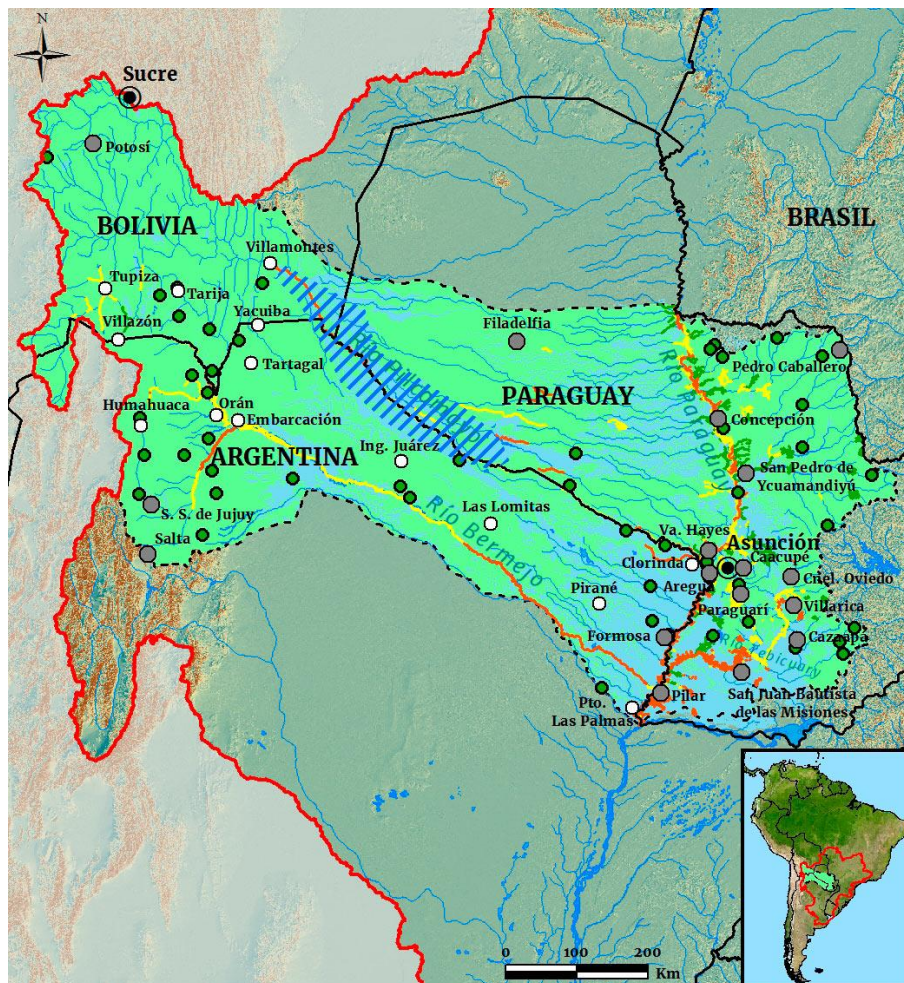 N
Sucre
Potosí
BOLIVIA
BRASIL
Villamontes
Tupiza
Tarija
Yacuiba
Villazón
Filadelfia
Río Pilcomayo
Río Paraguay
Pedro Caballero
Tartagal
PARAGUAY
Humahuaca
Orán
Embarcación
Concepción
ARGENTINA
Ing. Juárez
San Pedro de
Ycuamandiyú
S. S. de Jujuy
Las Lomitas
Río Bermejo
Salta
Va. Hayes
Asunción
Clorinda
Caacupé
Aregua
Cnel. Oviedo
Pirané
Paraguarí
Villarica
Formosa
Cazaapa
Río Tebicuary
Pto.
Las Palmas
Pilar
San Juan Bautista
de las Misiones
0 100 200
Km